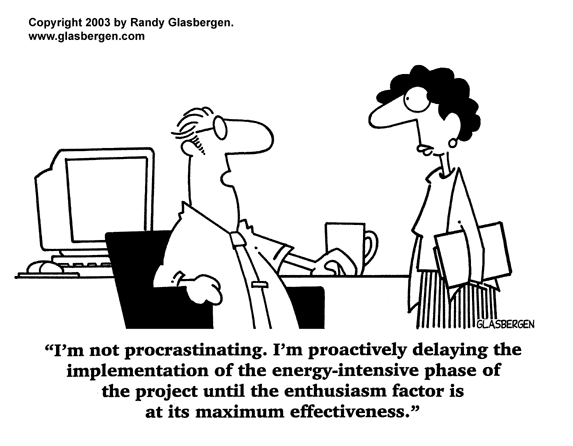 Copyright 2003 by Randy Glasbergen.
www.glasbergen.com
GLASBERGEN
“I’m not procrastinating. I’m proactively delaying the
implementation of the energy-intensive phase of
the project until the enthusiasm factor is
at its maximum effectiveness.”